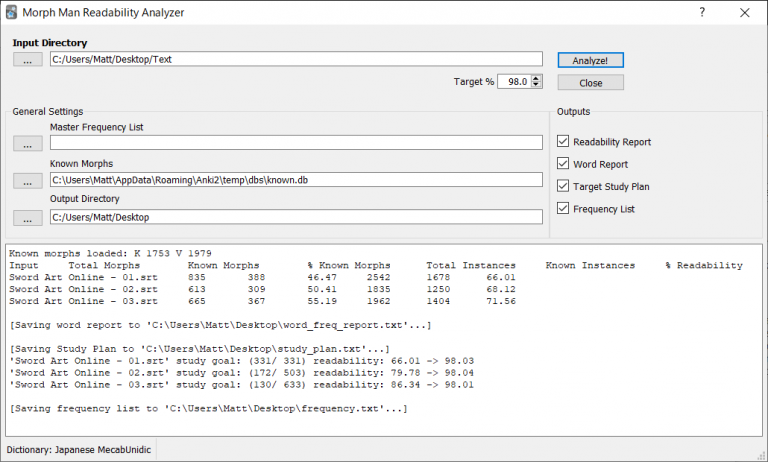 Morph Man Readability Analyzer
Input Directory
... C:/Users/Matt/Desktop/Text Analyze!
Target % 98.0 Close
General Settings Outputs
Master Frequency List
... Readability Report
Known Morphs Word Report
... C:\Users\Matt\AppData\Roaming\Anki2\temp\dbs\known.db
Output Directory Target Study Plan
... C:/Users/Matt/Desktop Frequency List
Known morphs loaded: K 1753 V 1979
Input Total Morphs Known Morphs % Known Morphs Total Instances Known Instances % Readability
Sword Art Online - 01.srt 835 388 46.47 2542 1678 66.01
Sword Art Online - 02.srt 613 309 50.41 1835 1250 68.12
Sword Art Online - 03.srt 665 367 55.19 1962 1404 71.56
[Saving word report to 'C:\Users\Matt\Desktop\word_freq_report.txt'...]
[Saving Study Plan to 'C:\Users\Matt\Desktop\study_plan.txt'...]
'Sword Art Online - 01.srt' study goal: (331/ 331) readability: 66.01 -> 98.03
'Sword Art Online - 02.srt' study goal: (172/ 503) readability: 79.78 -> 98.04
'Sword Art Online - 03.srt' study goal: (130/ 633) readability: 86.34 -> 98.01
[Saving frequency list to 'C:\Users\Matt\Desktop\frequency.txt'...]
Dictionary: Japanese MecabUnidic